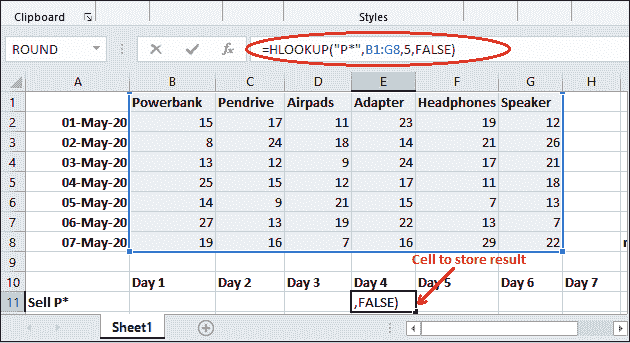 Clipboard Styles
ROUND =HLOOKUP("P*",B1:G8,5,FALSE)
A B C D E F G H
1 Powerbank Pendrive Airpads Adapter Headphones Speaker
2 01-May-20 15 17 11 23 19 12
3 02-May-20 8 24 18 14 21 26
4 03-May-20 13 12 9 24 17 21
5 04-May-20 25 15 12 17 11 18
6 05-May-20 14 9 21 15 7 13
7 06-May-20 27 13 19 22 13 7
8 07-May-20 19 16 7 16 29 22
9 Cell to store result
10 Day 1 Day 2 Day 3 Day 4 Day 5 Day 6 Day 7
11 Sell P* ,FALSE)
Sheet1